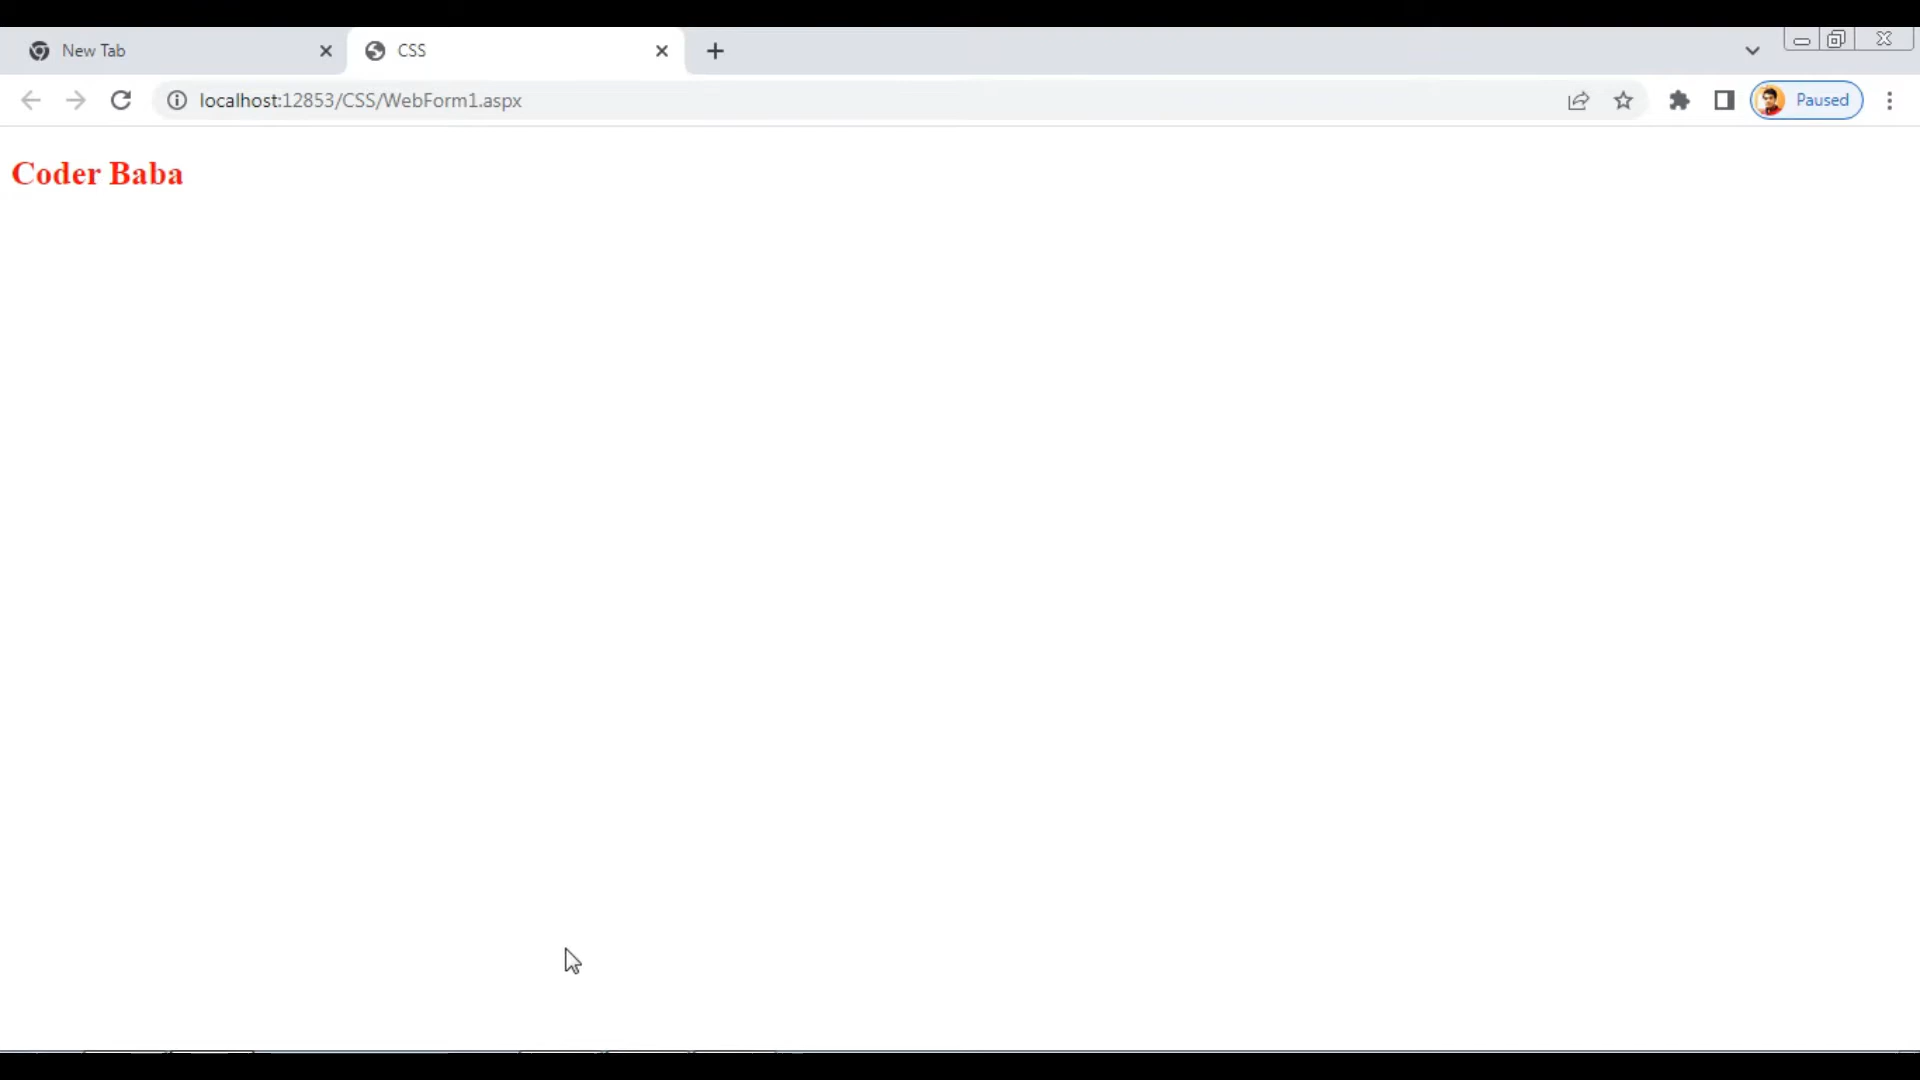 New Tab
CSS
localhost:12853/CSS/WebForm1.aspx
Paused
Coder Baba